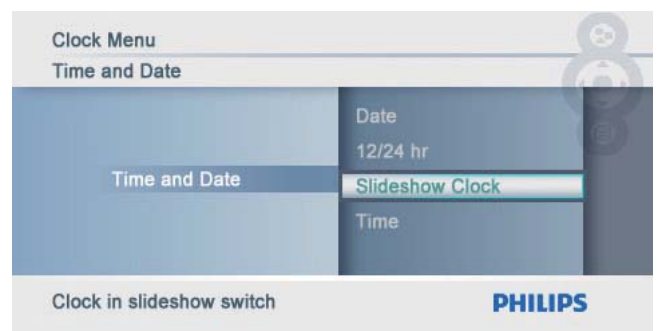 Clock Menu
Time and Date
Date
12/24 hr
Time and Date
Slideshow Clock
Time
Clock in slideshow switch
PHILIPS